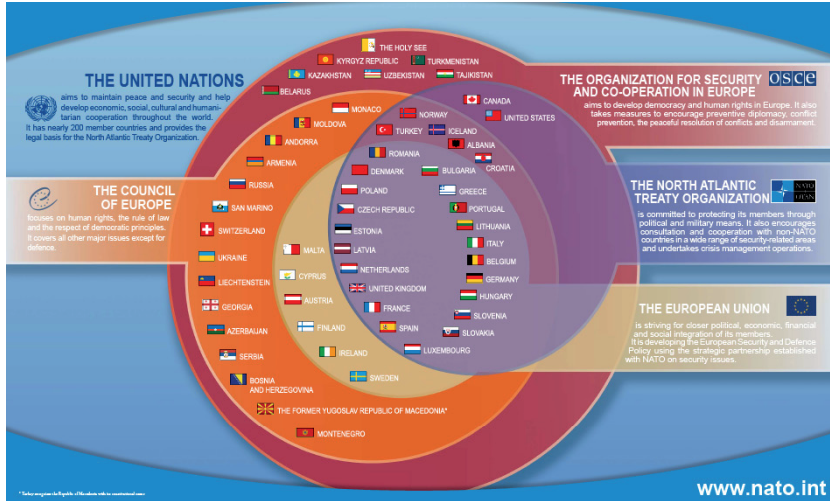 THE HOLY SEE
KYRGYZ REPUBLIC
TURKMENISTAN
KAZAKHSTAN
UZBEKISTAN
TAJIKISTAN
BELARUS
THE UNITED NATIONS
aims to maintain peace and security and help
develop economic, social, cultural and humani-
tarian cooperation throughout the world.
It has nearly 200 member countries and provides the
legal basis for the North Atlantic Treaty Organization.
THE ORGANIZATION FOR SECURITY
AND CO-OPERATION IN EUROPE
osce
aims to develop democracy and human rights in Europe. It also
takes measures to encourage preventive diplomacy, conflict
prevention, the peaceful resolution of conflicts and disarmament.
MONACO
MOLDOVA
ANDORRA
ARMENIA
RUSSIA
SAN MARINO
SWITZERLAND
UKRAINE
LIECHTENSTEIN
GEORGIA
AZERBAIJAN
SERBIA
BOSNIA
AND HERZEGOVINA
THE FORMER YUGOSLAV REPUBLIC OF MACEDONIA*
MONTENEGRO
CANADA
UNITED STATES
NORWAY
TURKEY
ICELAND
ALBANIA
CROATIA
ROMANIA
DENMARK
BULGARIA
POLAND
GREECE
CZECH REPUBLIC
PORTUGAL
ESTONIA
LITHUANIA
LATVIA
ITALY
NETHERLANDS
BELGIUM
UNITED KINGDOM
GERMANY
FRANCE
HUNGARY
SPAIN
SLOVENIA
SLOVAKIA
LUXEMBOURG
MALTA
CYPRUS
AUSTRIA
FINLAND
IRELAND
SWEDEN
THE COUNCIL
OF EUROPE
focuses on human rights, the rule of law
and the respect of democratic principles.
It covers all other major issues except for
defence.
THE NORTH ATLANTIC
TREATY ORGANIZATION
NATO
OTAN
is committed to protecting its members through
political and military means. It also encourages
consultation and cooperation with non-NATO
countries in a wide range of security-related areas
and undertakes crisis management operations.
THE EUROPEAN UNION
is striving for closer political, economic, financial
and social integration of its members.
It is developing the European Security and Defence
Policy using the strategic partnership established
with NATO on security issues.
* Turkey recognises the Republic of Macedonia with its constitutional name
www.nato.int